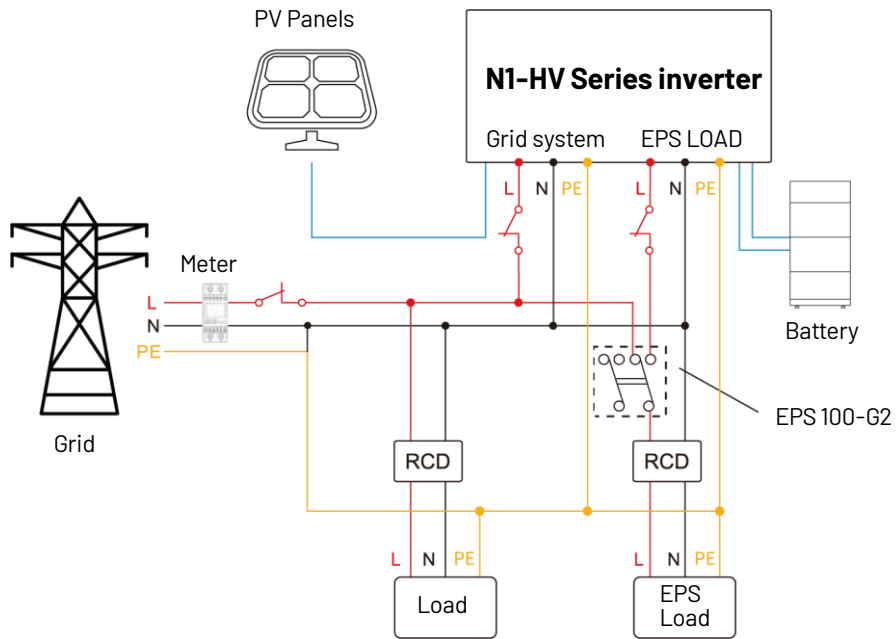 PV Panels
N1-HV Series inverter
Grid system
EPS LOAD
L
N
PE
L
N
PE
Meter
L
N
PE
Battery
Grid
EPS 100-G2
RCD
RCD
L
N
PE
L
N
PE
Load
EPS
Load